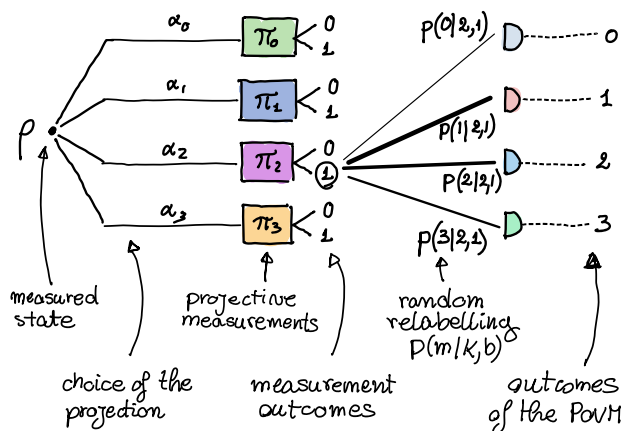 α₀
π₀
0
1
p(0|2,1)
0
α₁
π₁
0
1
p(1|2,1)
1
ρ
α₂
π₂
0
1
p(2|2,1)
2
α₃
π₃
0
1
p(3|2,1)
3
measured
state
projective
measurements
random
relabelling
p(m|k,b)
choice of the
projection
measurement
outcomes
outcomes
of the POVM